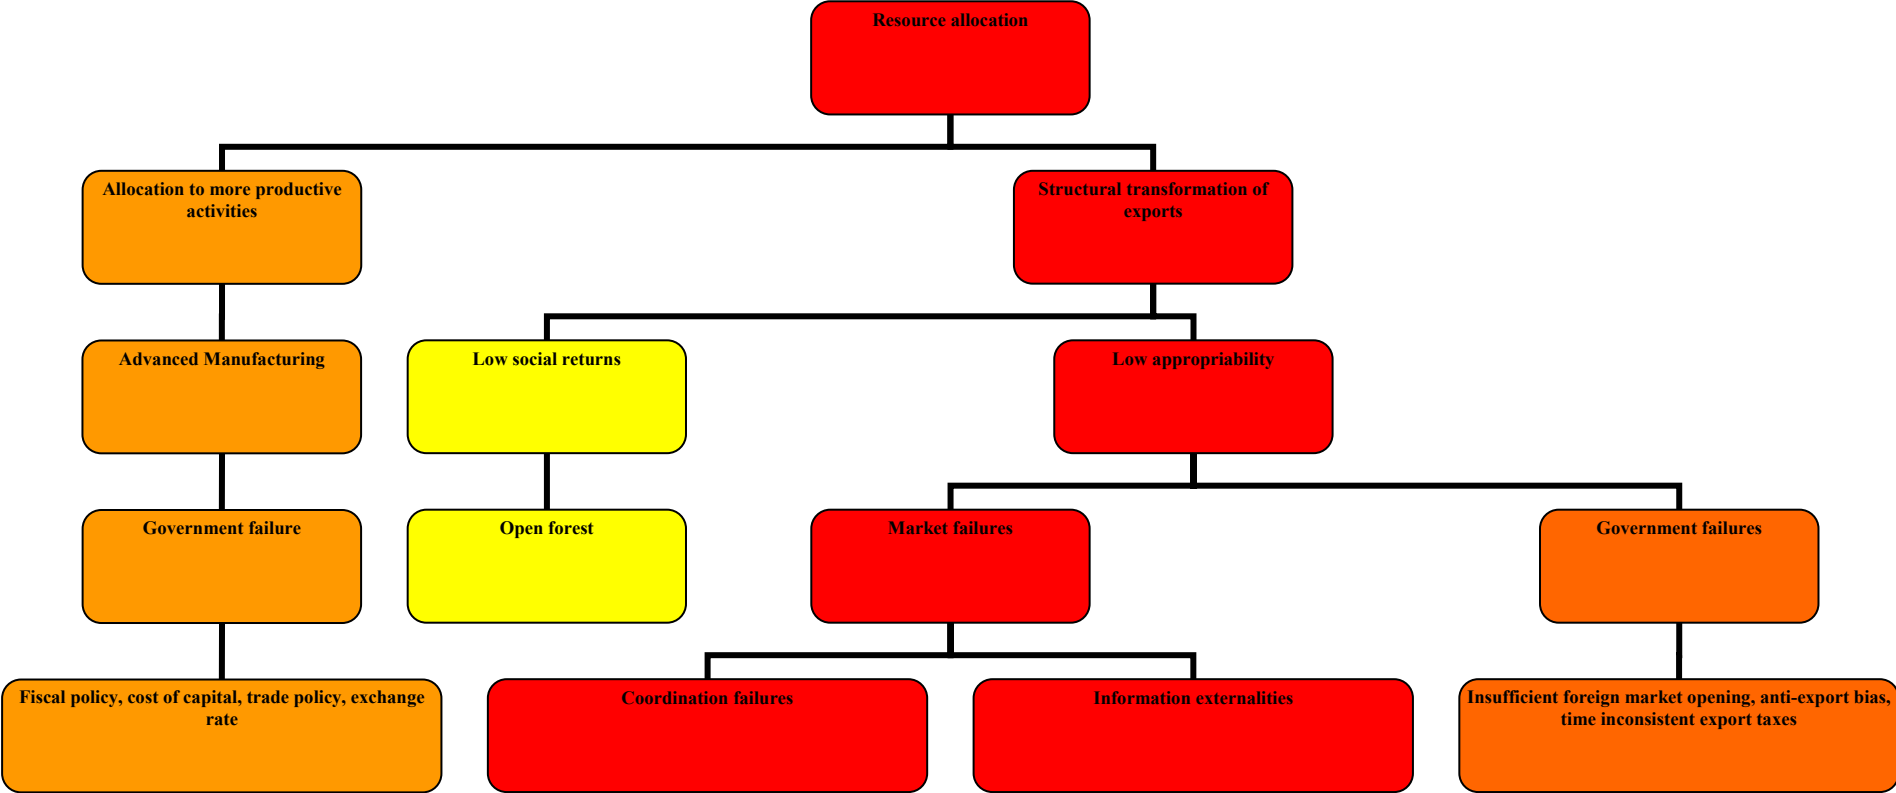 Resource allocation
Allocation to more productive
activities
Structural transformation of
exports
Advanced Manufacturing
Low social returns
Low appropriability
Government failure
Open forest
Market failures
Government failures
Fiscal policy, cost of capital, trade policy, exchange
rate
Coordination failures
Information externalities
Insufficient foreign market opening, anti-export bias,
time inconsistent export taxes